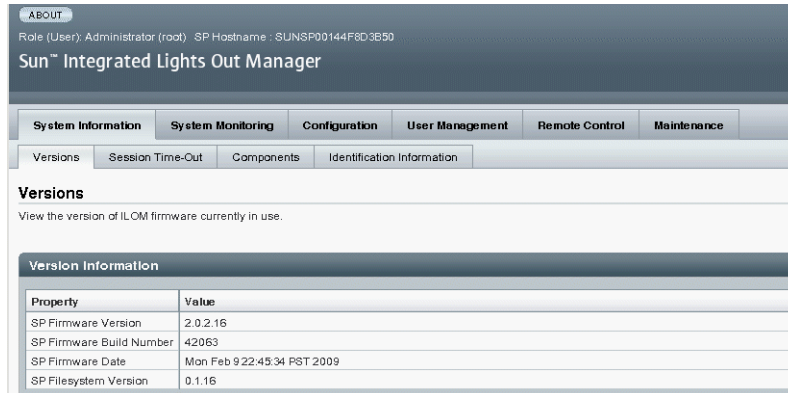 ABOUT
Role (User): Administrator (root) SP Hostname : SUNSP00144F8D3B50
Sun™ Integrated Lights Out Manager
System Information System Monitoring Configuration User Management Remote Control Maintenance
Versions Session Time-Out Components Identification Information
Versions
View the version of ILOM firmware currently in use.
Version Information
Property Value
SP Firmware Version 2.0.2.16
SP Firmware Build Number 42063
SP Firmware Date Mon Feb 9 22:45:34 PST 2009
SP Filesystem Version 0.1.16